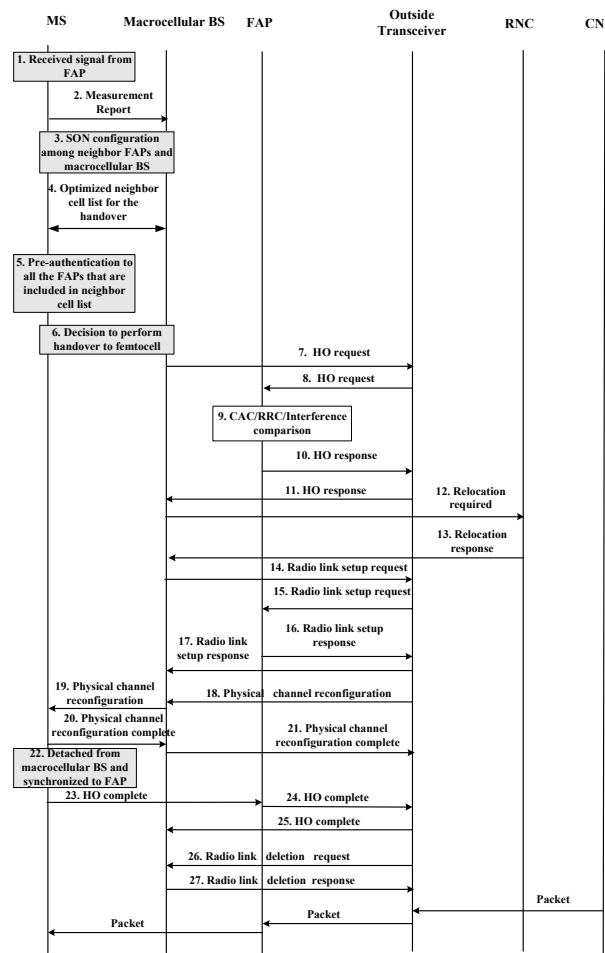 MS
Macrocellular BS
FAP
Outside
Transceiver
RNC
CN
1. Received signal from
FAP
2. Measurement
Report
3. SON configuration
among neighbor FAPs and
macrocellular BS
4. Optimized neighbor
cell list for the
handover
5. Pre-authentication to
all the FAPs that are
included in neighbor
cell list
6. Decision to perform
handover to femtocell
7. HO request
8. HO request
9. CAC/RRC/Interference
comparison
10. HO response
11. HO response
12. Relocation
required
13. Relocation
response
14. Radio link setup request
15. Radio link setup request
16. Radio link setup
response
17. Radio link
setup response
18. Physical channel reconfiguration
19. Physical channel
reconfiguration
20. Physical channel
reconfiguration complete
21. Physical channel
reconfiguration complete
22. Detached from
macrocellular BS and
synchronized to FAP
23. HO complete
24. HO complete
25. HO complete
26. Radio link deletion request
27. Radio link deletion response
Packet
Packet
Packet